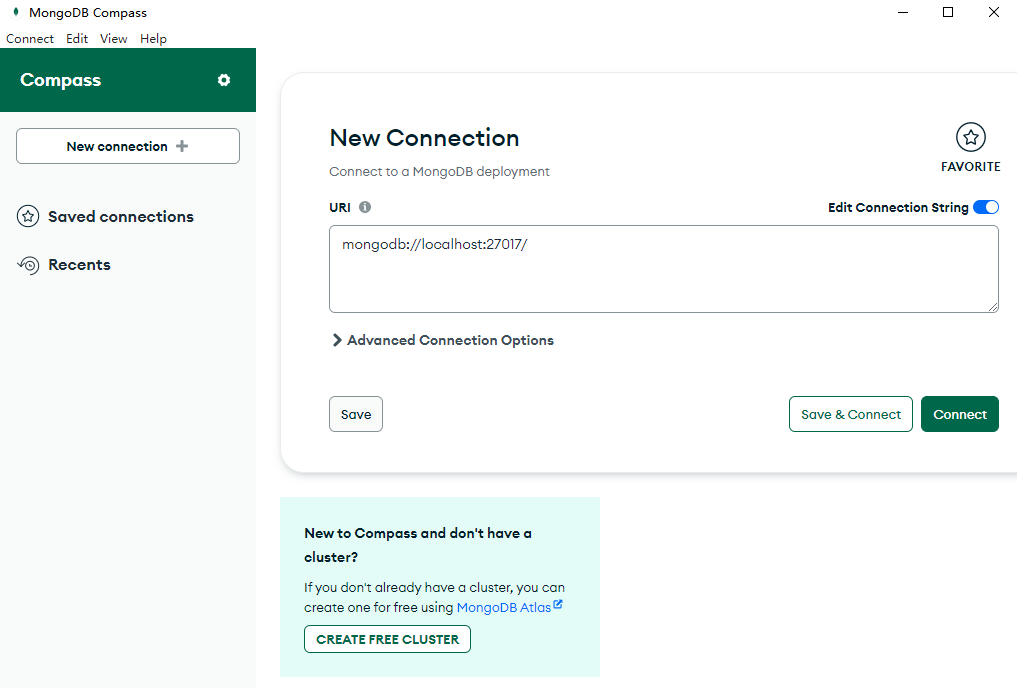 MongoDB Compass
Connect Edit View Help
Compass
New connection
Saved connections
Recents
New Connection
Connect to a MongoDB deployment
FAVORITE
URI
Edit Connection String
mongodb://localhost:27017/
Advanced Connection Options
Save
Save & Connect
Connect
New to Compass and don't have a
cluster?
If you don't already have a cluster, you can
create one for free using MongoDB Atlas
CREATE FREE CLUSTER